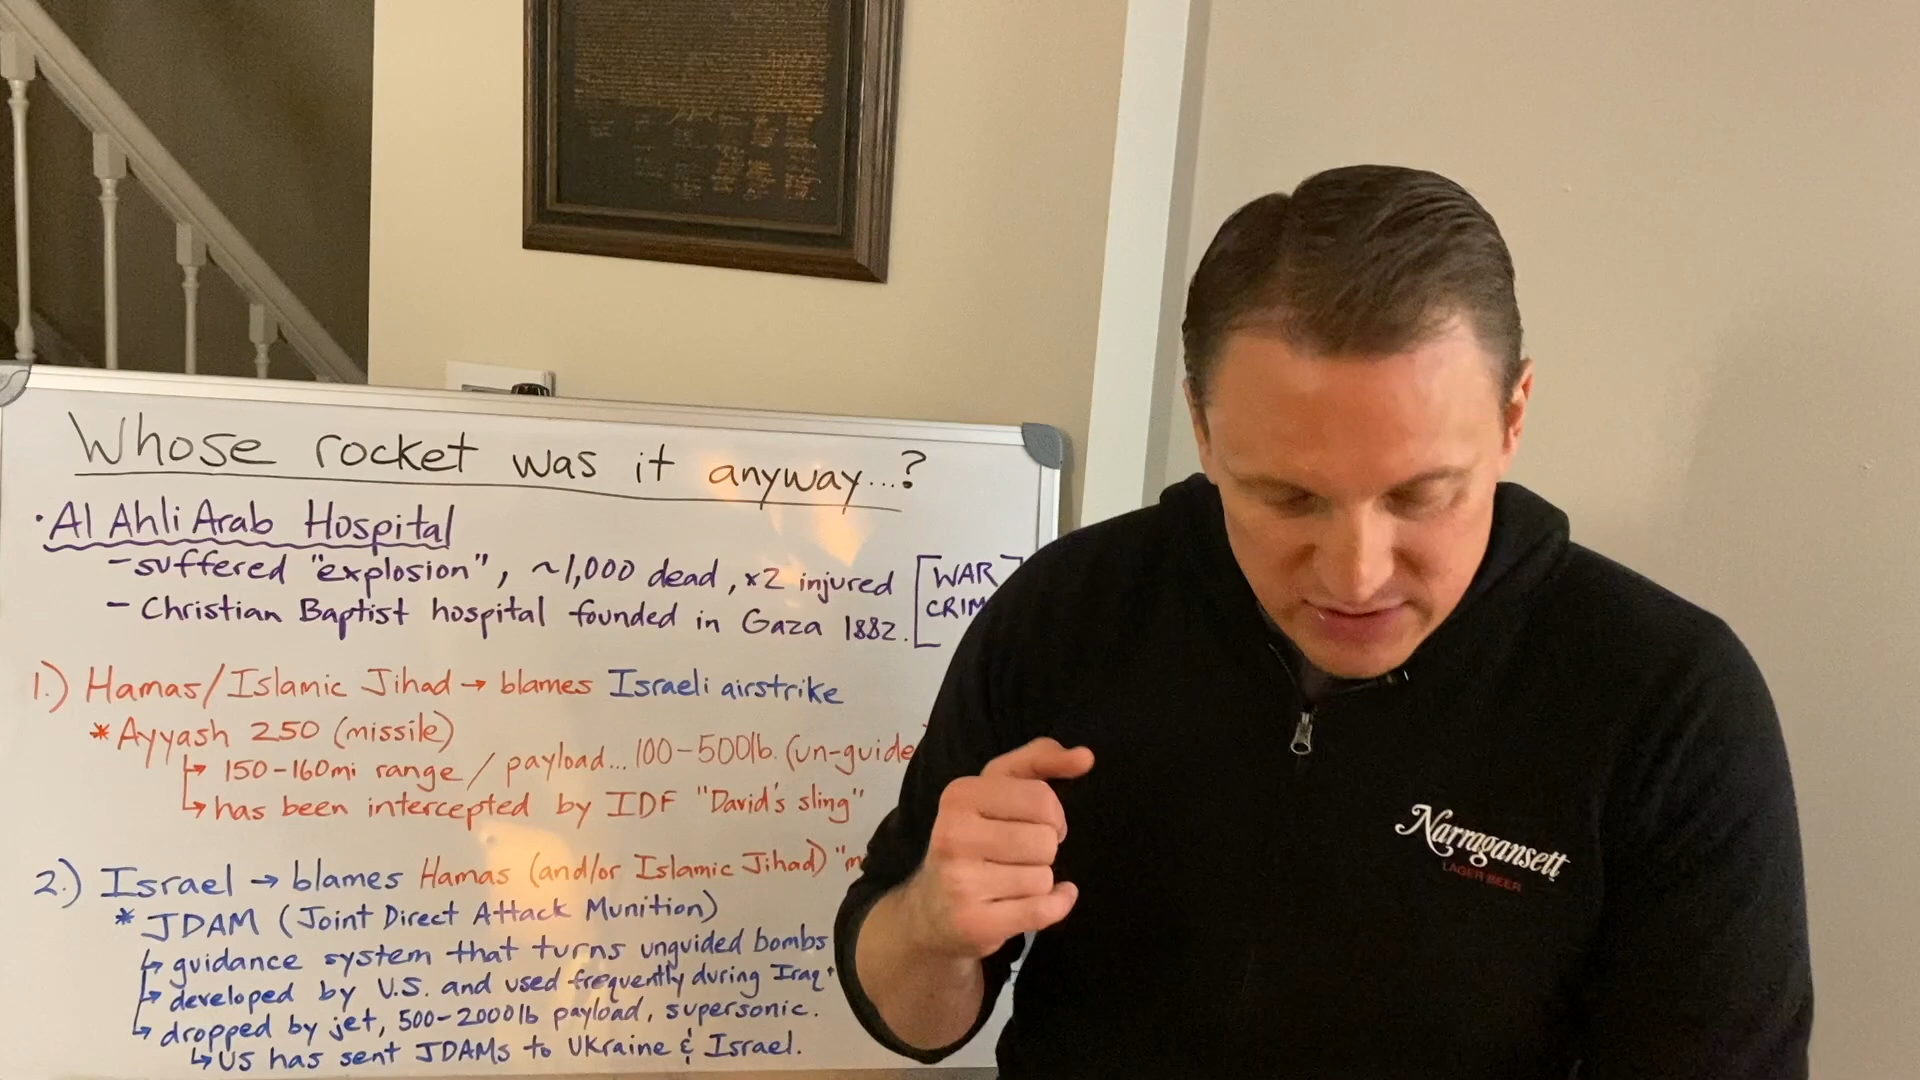 Whose rocket was it anyway...?
• Al Ahli Arab Hospital
- suffered "explosion", ~1,000 dead, x2 injured
- Christian Baptist hospital founded in Gaza 1882.
[WAR
CRIM
1.) Hamas/Islamic Jihad → blames Israeli airstrike
* Ayyash 250 (missile)
↳ 150-160mi range / payload... 100-500lb. (un-guide
↳ has been intercepted by IDF "David's sling"
2.) Israel → blames Hamas (and/or Islamic Jihad) "m
* JDAM (Joint Direct Attack Munition)
↳ guidance system that turns unguided bombs
↳ developed by U.S. and used frequently during Iraq
↳ dropped by jet, 500-2000lb payload, supersonic.
↳ US has sent JDAMs to Ukraine & Israel.
Narragansett
LAGER BEER